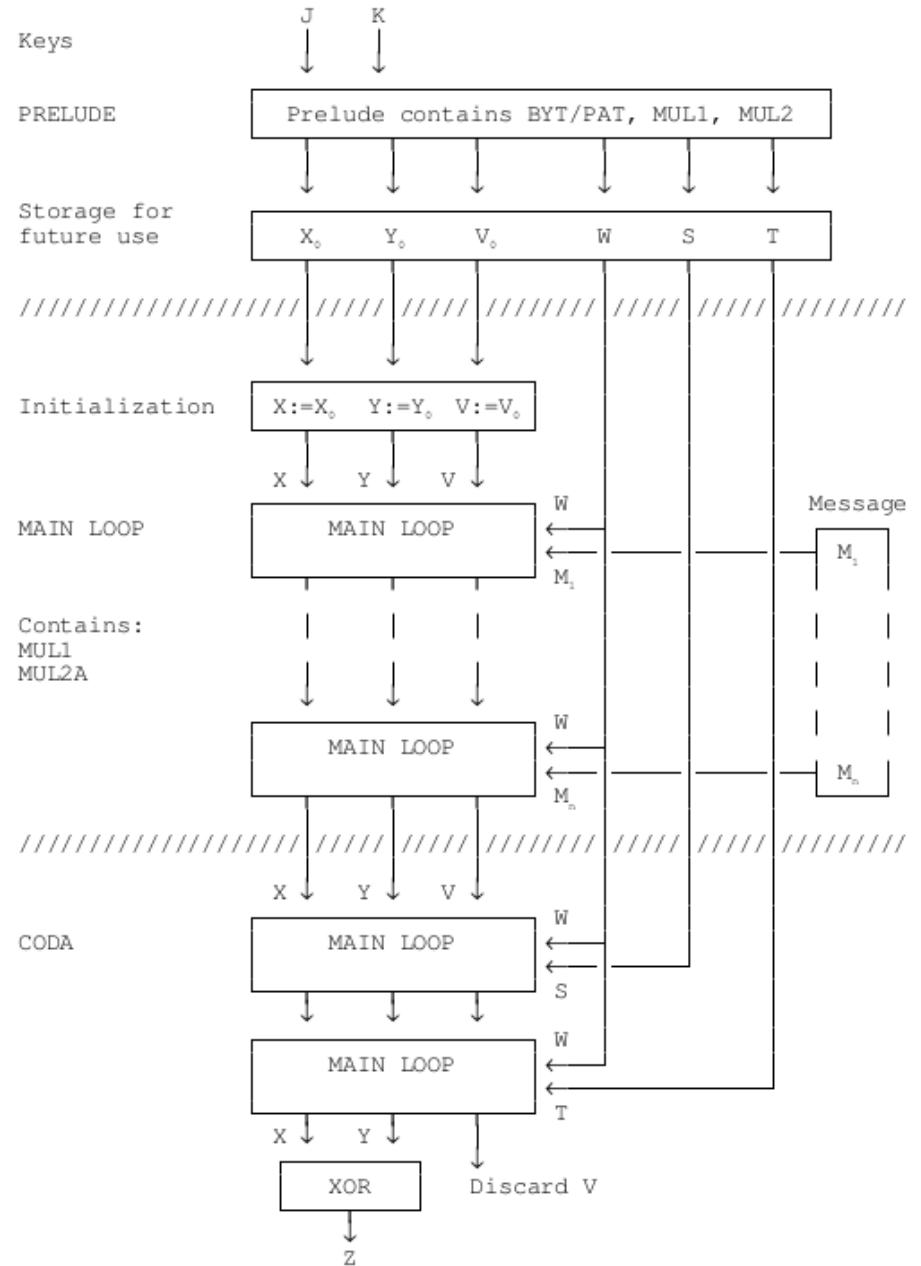 J K
Keys
PRELUDE Prelude contains BYT/PAT, MUL1, MUL2
Storage for
future use X₀ Y₀ V₀ W S T
////////////////////////////////////////////////////////////////
Initialization X:=X₀ Y:=Y₀ V:=V₀
X Y V
W Message
MAIN LOOP MAIN LOOP M₁
M₁
Contains:
MUL1
MUL2A
W
MAIN LOOP
Mₙ
Mₙ
////////////////////////////////////////////////////////////////
X Y V
W
CODA MAIN LOOP
S
W
MAIN LOOP
T
X Y
XOR Discard V
Z